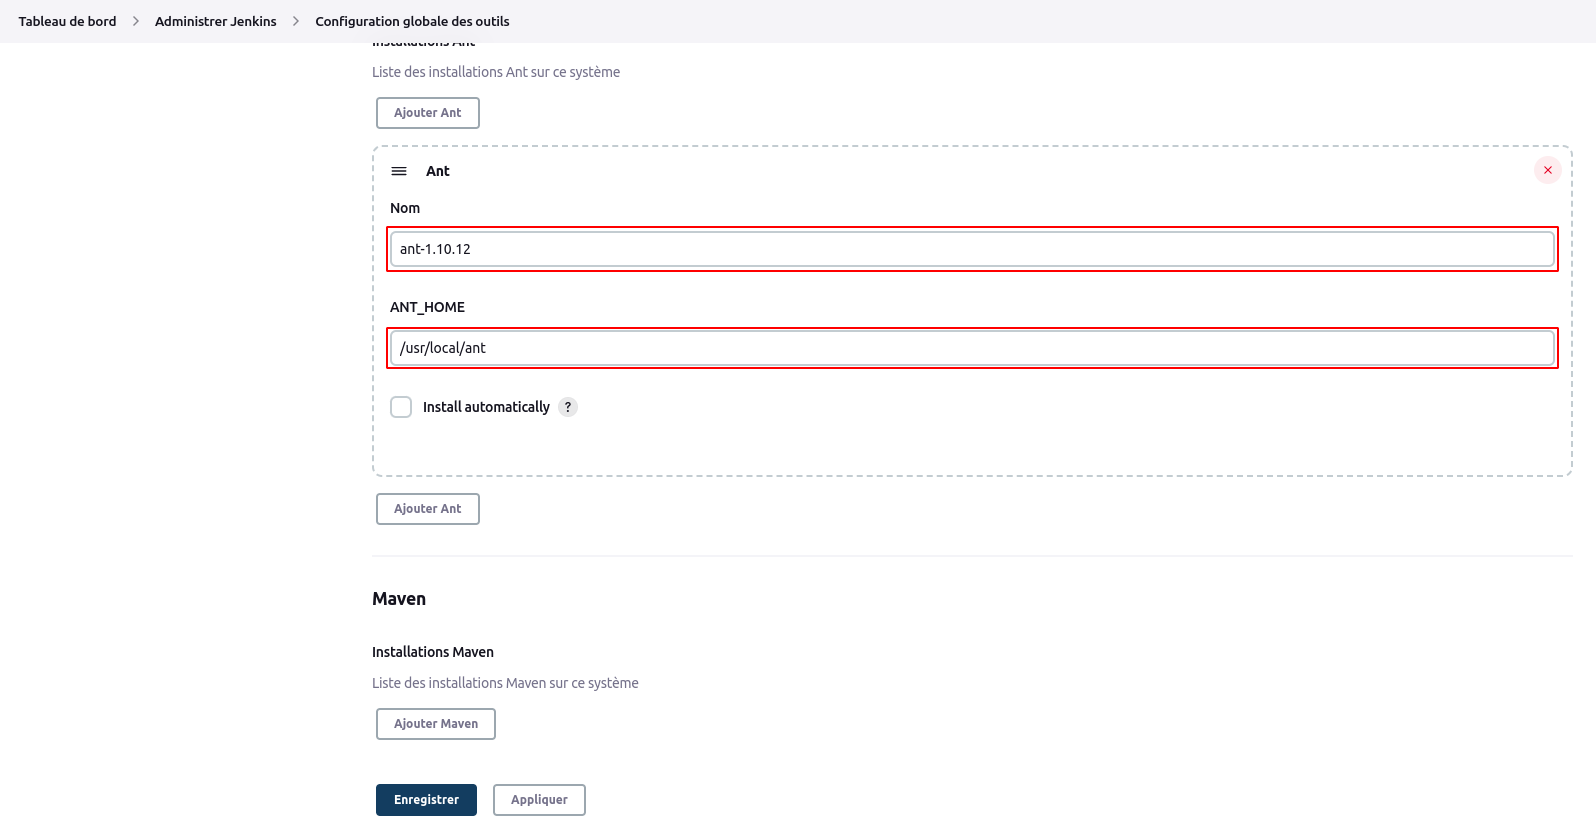 Tableau de bord > Administrer Jenkins > Configuration globale des outils
Installations Ant
Liste des installations Ant sur ce système
Ajouter Ant
Ant
Nom
ant-1.10.12
ANT_HOME
/usr/local/ant
Install automatically ?
Ajouter Ant
Maven
Installations Maven
Liste des installations Maven sur ce système
Ajouter Maven
Enregistrer Appliquer